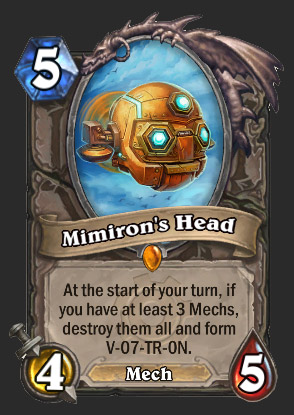 5
Mimiron's Head
At the start of your turn, if
you have at least 3 Mechs,
destroy them all and form
V-07-TR-0N.
4
Mech
5